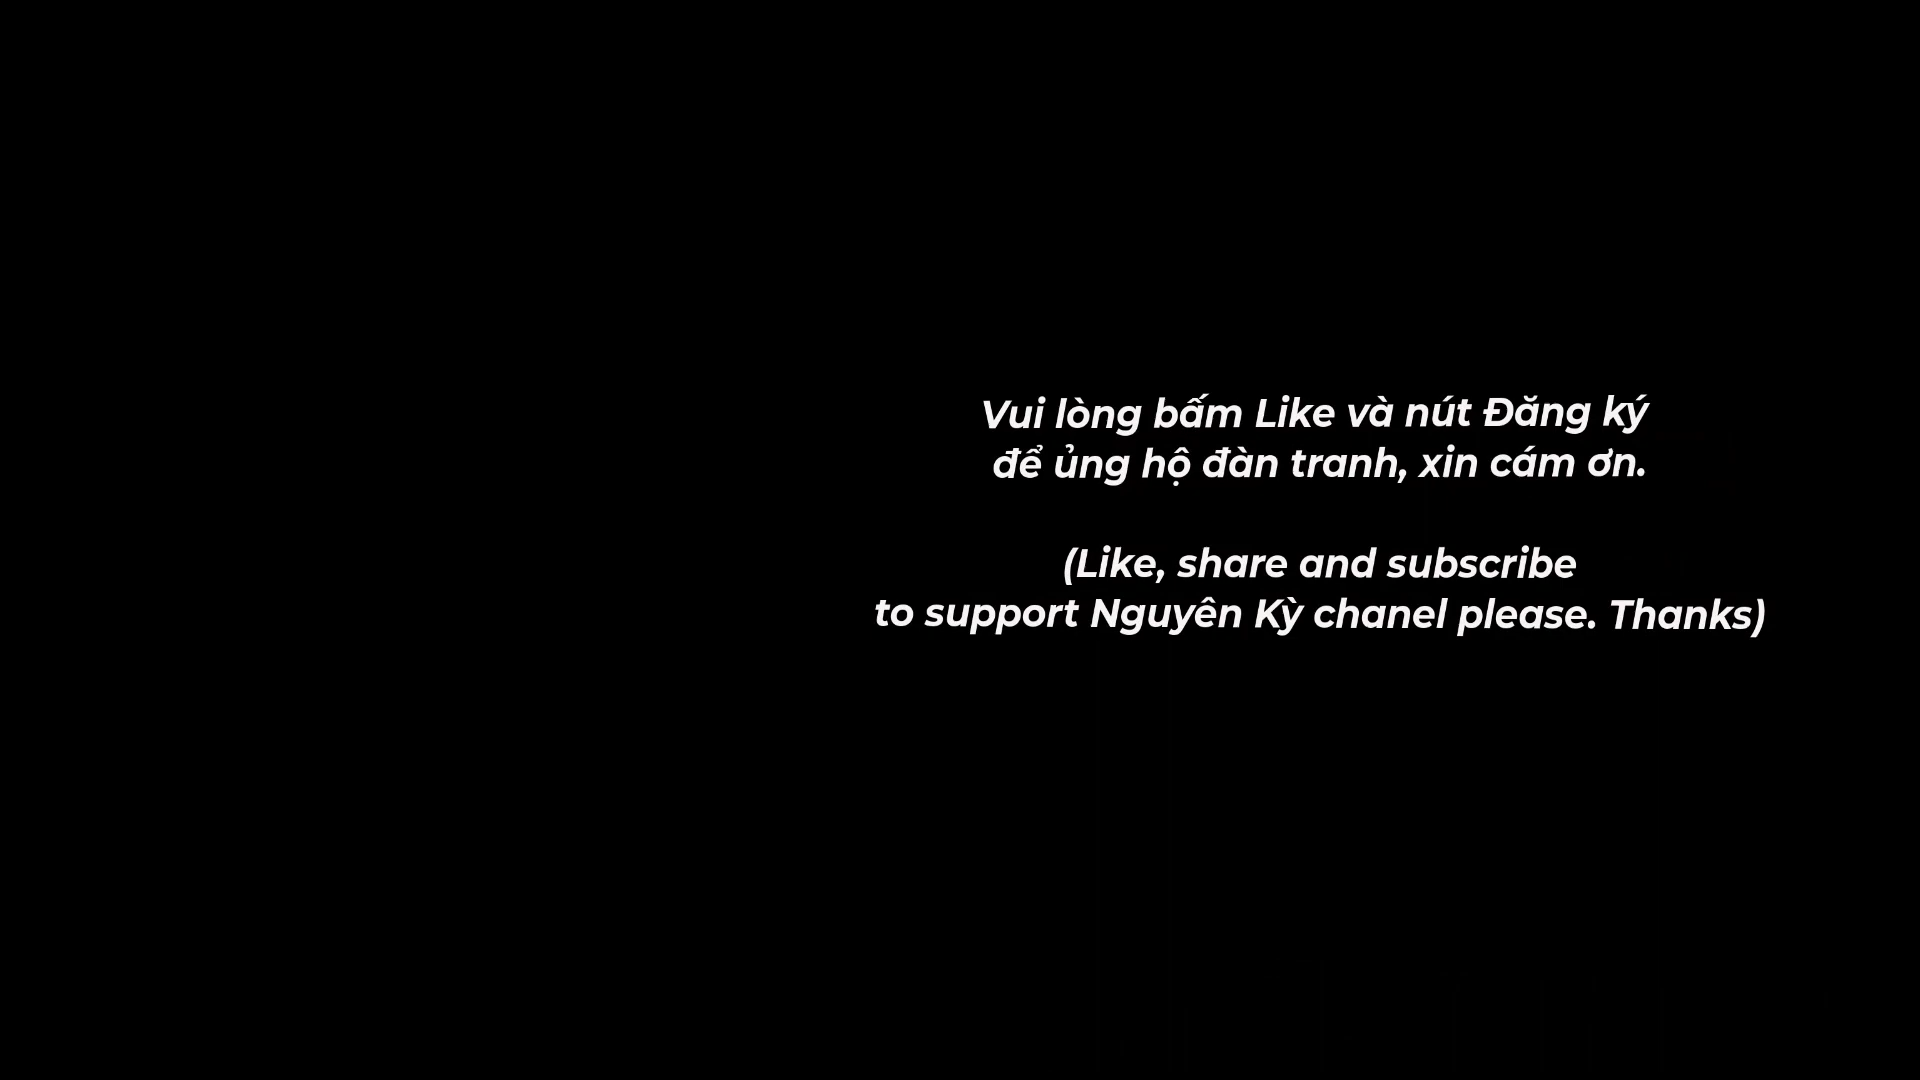 Vui lòng bấm Like và nút Đăng ký
để ủng hộ đàn tranh, xin cám ơn.
(Like, share and subscribe
to support Nguyên Kỳ chanel please. Thanks)